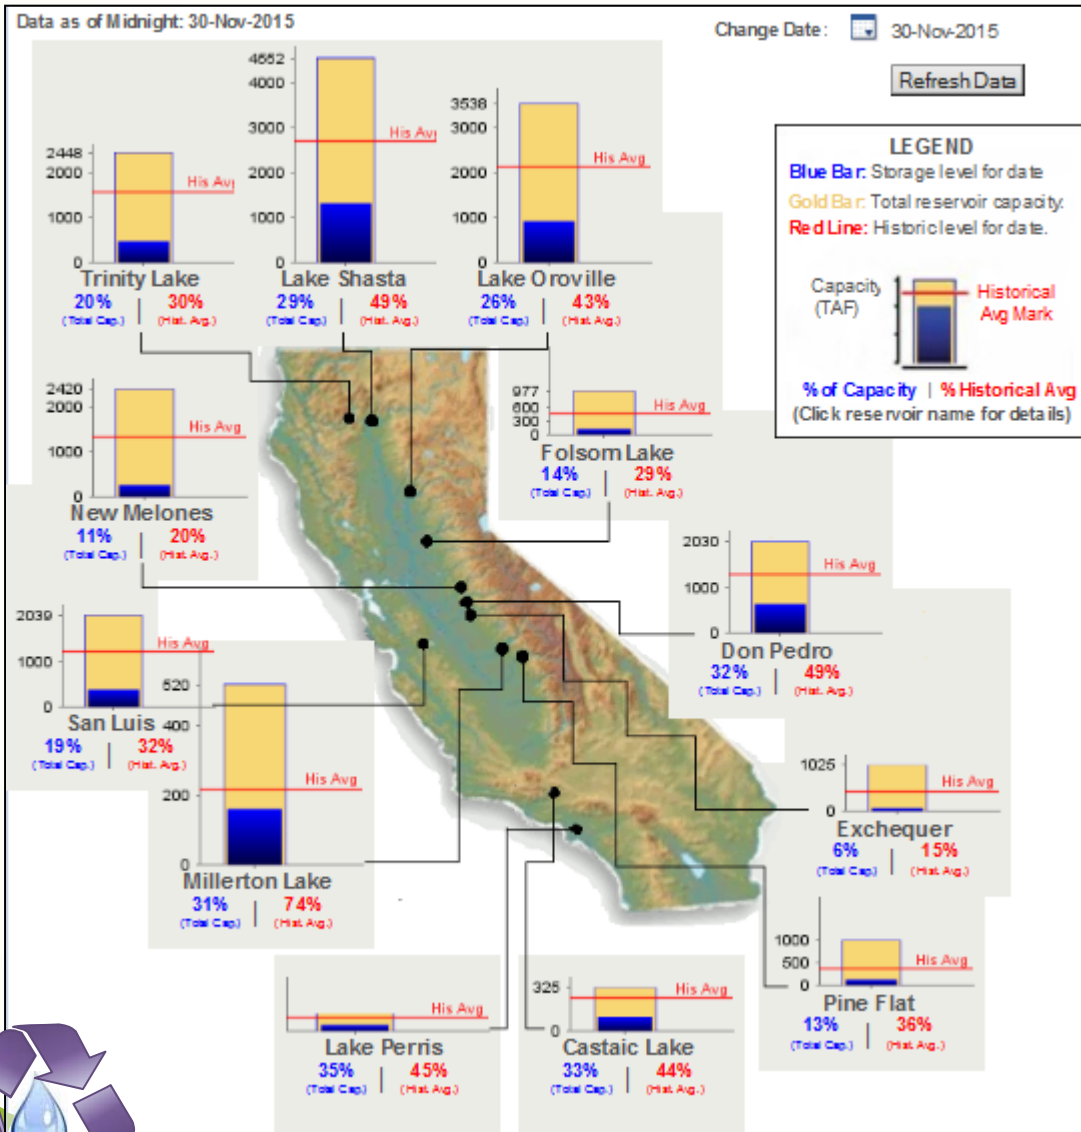 Data as of Midnight: 30-Nov-2015
Change Date: 30-Nov-2015
Refresh Data
LEGEND
Blue Bar: Storage level for date
Gold Bar: Total reservoir capacity.
Red Line: Historic level for date.
Capacity
(TAF)
Historical
Avg Mark
% of Capacity | % Historical Avg
(Click reservoir name for details)
2448
2000
1000
0
His Avg
Trinity Lake
20% | 30%
(Total Cap.) (Hist. Avg.)
4552
4000
3000
2000
1000
0
His Avg
Lake Shasta
29% | 49%
(Total Cap.) (Hist. Avg.)
3538
3000
2000
1000
0
His Avg
Lake Oroville
26% | 43%
(Total Cap.) (Hist. Avg.)
2420
2000
1000
0
His Avg
New Melones
11% | 20%
(Total Cap.) (Hist. Avg.)
977
600
300
0
His Avg
Folsom Lake
14% | 29%
(Total Cap.) (Hist. Avg.)
2030
1000
0
His Avg
Don Pedro
32% | 49%
(Total Cap.) (Hist. Avg.)
2039
1000
0
His Avg
San Luis
19% | 32%
(Total Cap.) (Hist. Avg.)
520
400
200
0
His Avg
Millerton Lake
31% | 74%
(Total Cap.) (Hist. Avg.)
1025
0
His Avg
Exchequer
6% | 15%
(Total Cap.) (Hist. Avg.)
1000
500
0
His Avg
Pine Flat
13% | 36%
(Total Cap.) (Hist. Avg.)
His Avg
Lake Perris
35% | 45%
(Total Cap.) (Hist. Avg.)
325
0
His Avg
Castaic Lake
33% | 44%
(Total Cap.) (Hist. Avg.)